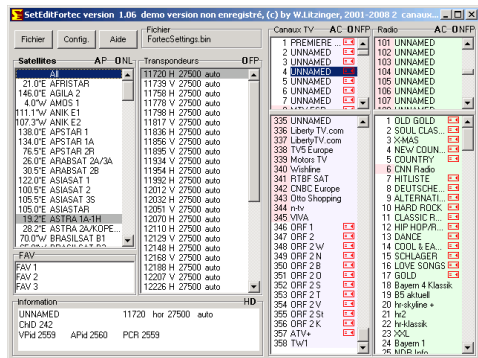 SetEditFortec version 1.06 demo version non enregistré, (c) by W.Litzinger, 2001-2008 2 canaux...
Fichier
Config.
Aide
Fichier
FortecSettings.bin
Satellites AP ONL
All
21.0°E AFRISTAR
146.0°E AGILA 2
4.0°W AMOS 1
111.1°W ANIK E1
107.3°W ANIK E2
138.0°E APSTAR 1
134.0°E APSTAR 1A
76.5°E APSTAR 2R
26.0°E ARABSAT 2A/3A
30.5°E ARABSAT 2B
122.0°E ASIASAT 1
100.5°E ASIASAT 2
105.5°E ASIASAT 3S
105.0°E ASIASTAR
19.2°E ASTRA 1A-1H
28.2°E ASTRA 2A/KOPE...
70.0°W BRASILSAT B1
FAV
FAV 1
FAV 2
FAV 3
Transpondeurs OFP
11720 H 27500 auto
11739 V 27500 auto
11758 H 27500 auto
11778 V 27500 auto
11798 H 27500 auto
11817 V 27500 auto
11836 H 27500 auto
11856 V 27500 auto
11895 V 27500 auto
11934 V 27500 auto
11954 H 27500 auto
11992 H 27500 auto
12012 V 27500 auto
12032 H 27500 auto
12051 V 27500 auto
12070 H 27500 auto
12110 H 27500 auto
12129 V 27500 auto
12148 H 27500 auto
12168 V 27500 auto
12188 H 27500 auto
12207 V 27500 auto
12226 H 27500 auto
Information HD
UNNAMED 11720 hor 27500 auto
ChID 242
VPid 2559 APid 2560 PCR 2559
Canaux TV AC ONFP
1 PREMIERE ...
2 UNNAMED
3 UNNAMED
4 UNNAMED
5 UNNAMED
6 UNNAMED
7 UNNAMED
335 UNNAMED
336 LibertyTV.com
337 Liberty TV.com
338 TV5 Europe
339 Motors TV
340 Wishline
341 RTBF SAT
342 CNBC Europe
343 Otto Shopping
344 n-tv
345 VIVA
346 ORF 1
347 ORF 2
348 ORF 2 W
349 ORF 2 N
350 ORF 2 B
351 ORF 2 O
352 ORF 2 S
353 ORF 2 T
354 ORF 2 V
355 ORF 2 St
356 ORF 2 K
357 ATV+
358 TW1
Radio AC ONFP
101 UNNAMED
102 UNNAMED
103 UNNAMED
104 UNNAMED
105 UNNAMED
106 UNNAMED
107 UNNAMED
1 OLD GOLD
2 SOUL CLAS...
3 X-MAS
4 NEW COUN...
5 COUNTRY
6 CNN Radio
7 HITLISTE
8 DEUTSCHE...
9 ALTERNATI...
10 HARD ROCK
11 CLASSIC R...
12 HIP HOP/R...
13 DANCE
14 COOL & EA...
15 SCHLAGER
16 LOVE SONGS
17 GOLD
18 Bayern 4 Klassik
19 B5 aktuell
20 hr-skyline +
21 hr2
22 hr-klassik
23 XXL
24 Bayern 1
25 NDR Info